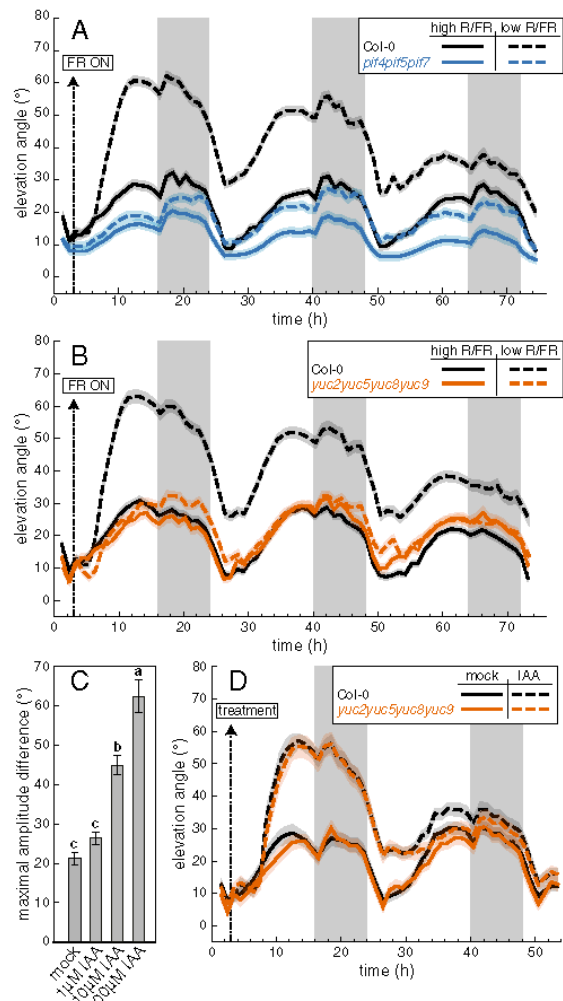 A
high R/FR low R/FR
Col-0
pif4pif5pif7
FR ON
elevation angle (°)
80
70
60
50
40
30
20
10
0
0 10 20 30 40 50 60 70
time (h)
B
high R/FR low R/FR
Col-0
yuc2yuc5yuc8yuc9
FR ON
elevation angle (°)
80
70
60
50
40
30
20
10
0
0 10 20 30 40 50 60 70
time (h)
C
maximal amplitude difference (°)
70
60
50
40
30
20
10
0
c c b a
mock
1µM IAA
10µM IAA
00µM IAA
D
mock IAA
Col-0
yuc2yuc5yuc8yuc9
treatment
elevation angle (°)
80
70
60
50
40
30
20
10
0
0 10 20 30 40 50
time (h)